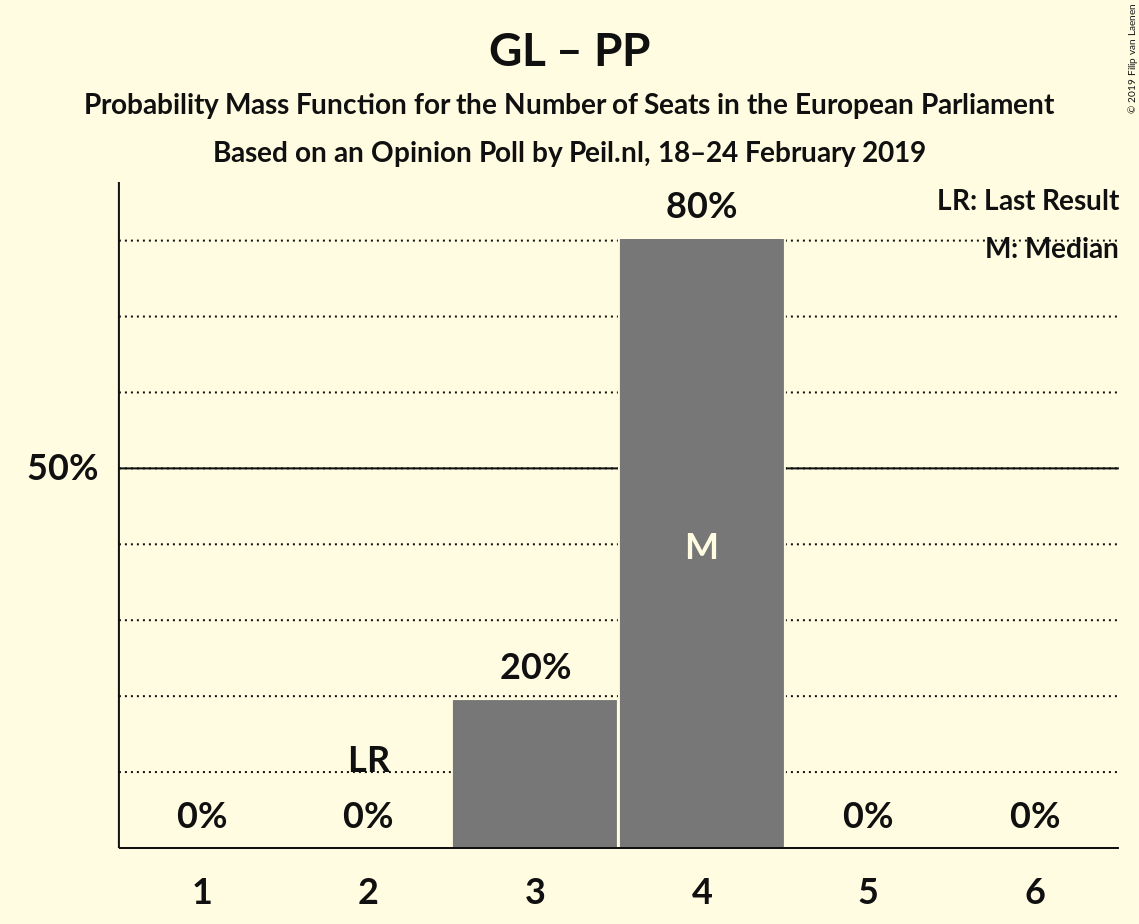 GL – PP
Probability Mass Function for the Number of Seats in the European Parliament
Based on an Opinion Poll by Peil.nl, 18–24 February 2019
© 2019 Filip van Laenen
LR: Last Result
M: Median
80%
50%
M
20%
LR
0% 0% 0% 0%
1 2 3 4 5 6